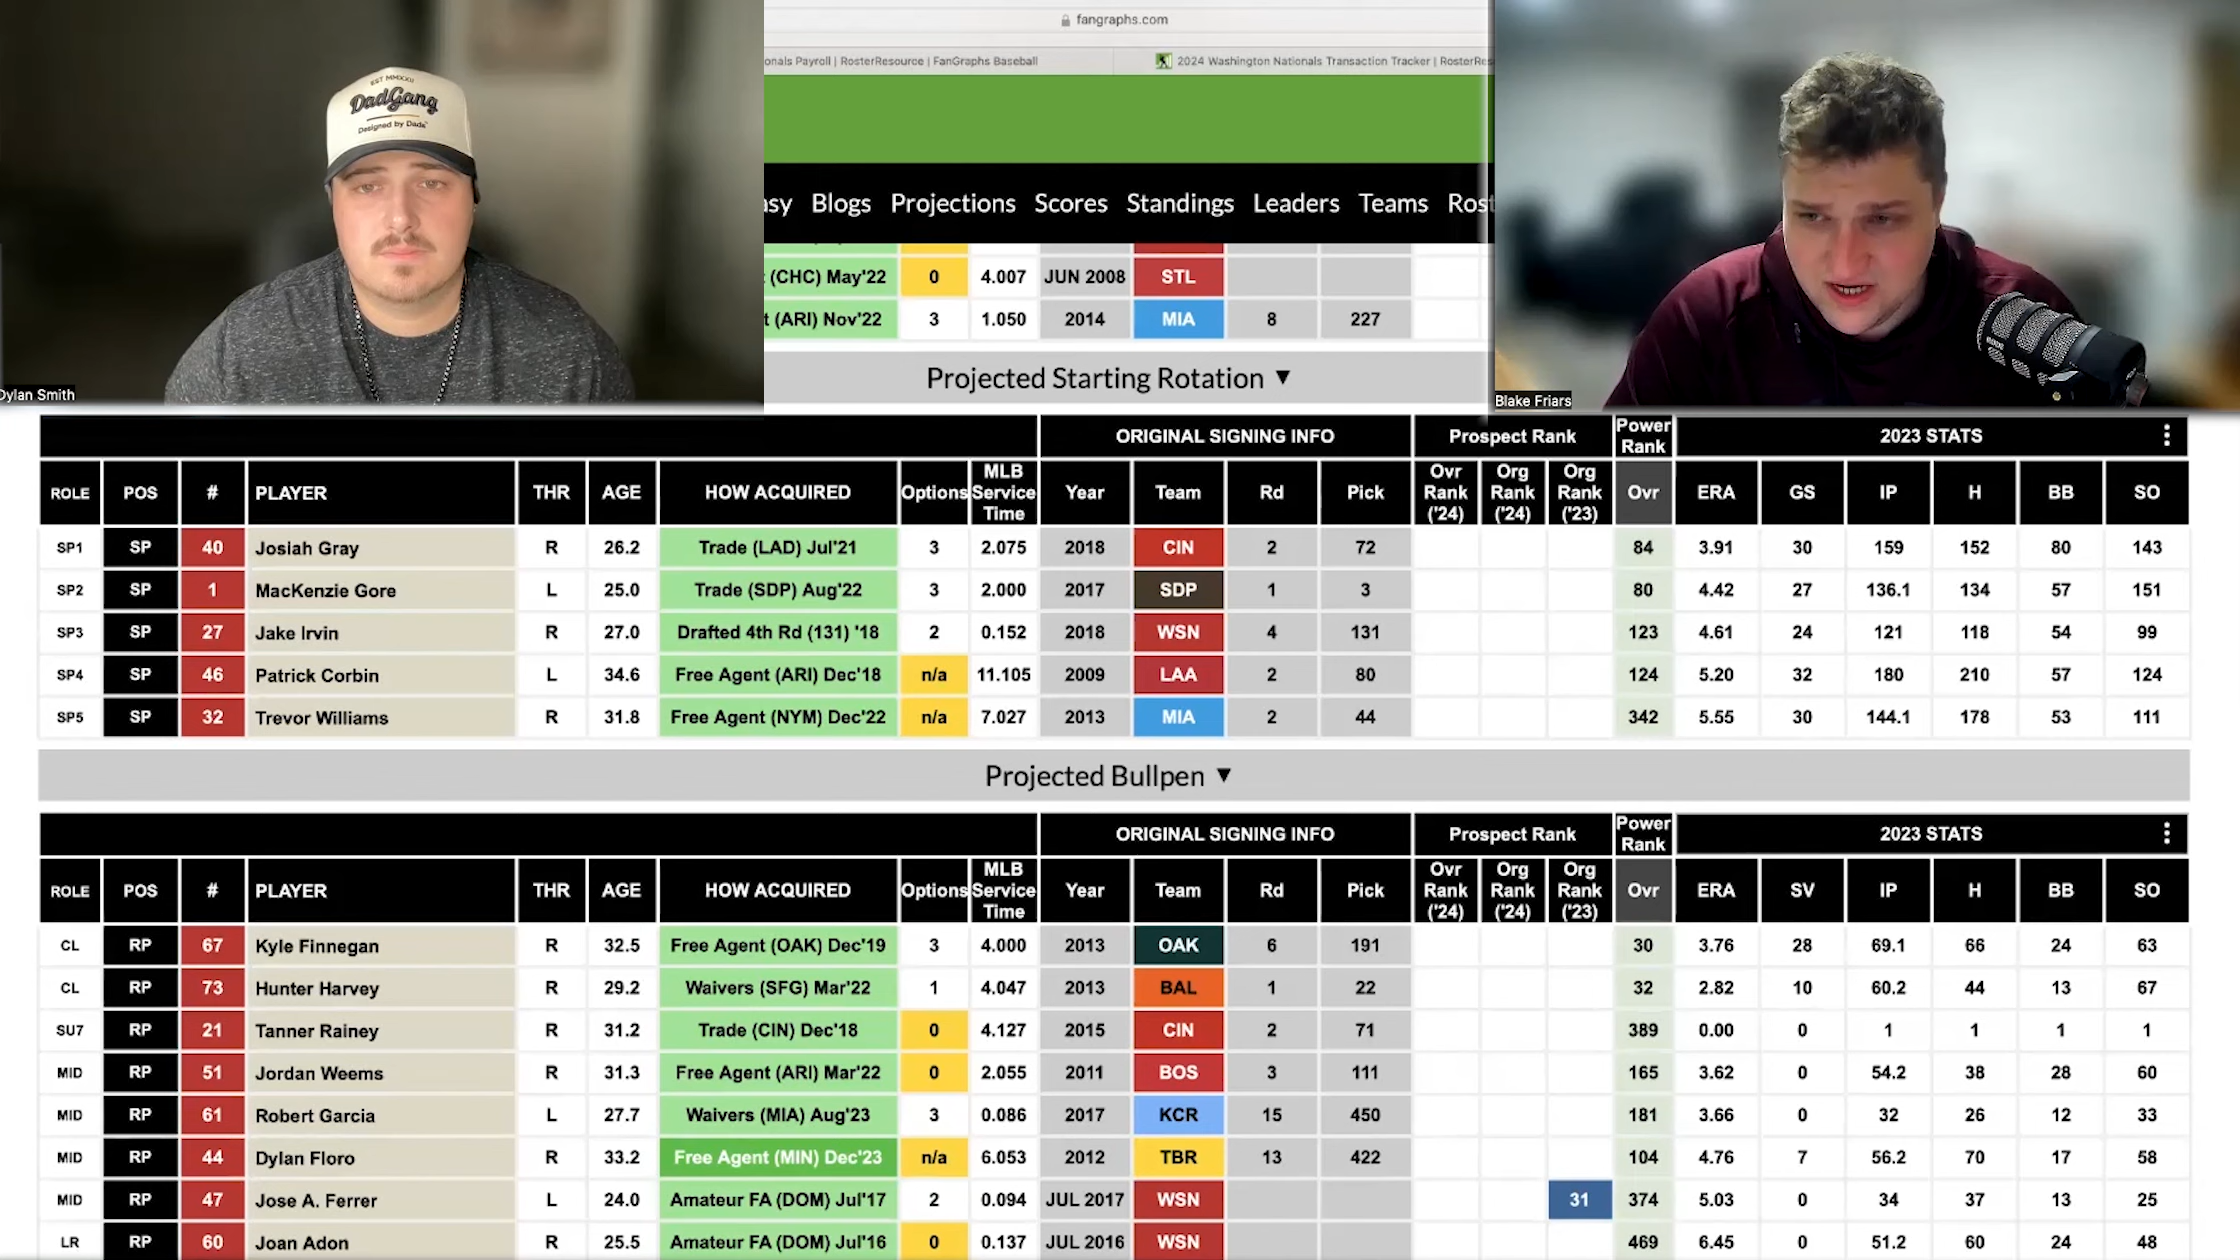 fangraphs.com
onals Payroll | RosterResource | FanGraphs Baseball
2024 Washington Nationals Transaction Tracker | RosterRes
EST MMXXII
DadGang
Designed by Dads
asy Blogs Projections Scores Standings Leaders Teams Rost
(CHC) May'22 0 4.007 JUN 2008 STL
t (ARI) Nov'22 3 1.050 2014 MIA 8 227
Dylan Smith
Blake Friars
Projected Starting Rotation ▼
ORIGINAL SIGNING INFO Prospect Rank Power Rank 2023 STATS
ROLE POS # PLAYER THR AGE HOW ACQUIRED Options MLB Service Time Year Team Rd Pick Ovr Rank ('24) Org Rank ('24) Org Rank ('23) Ovr ERA GS IP H BB SO
SP1 SP 40 Josiah Gray R 26.2 Trade (LAD) Jul'21 3 2.075 2018 CIN 2 72 84 3.91 30 159 152 80 143
SP2 SP 1 MacKenzie Gore L 25.0 Trade (SDP) Aug'22 3 2.000 2017 SDP 1 3 80 4.42 27 136.1 134 57 151
SP3 SP 27 Jake Irvin R 27.0 Drafted 4th Rd (131) '18 2 0.152 2018 WSN 4 131 123 4.61 24 121 118 54 99
SP4 SP 46 Patrick Corbin L 34.6 Free Agent (ARI) Dec'18 n/a 11.105 2009 LAA 2 80 124 5.20 32 180 210 57 124
SP5 SP 32 Trevor Williams R 31.8 Free Agent (NYM) Dec'22 n/a 7.027 2013 MIA 2 44 342 5.55 30 144.1 178 53 111
Projected Bullpen ▼
ORIGINAL SIGNING INFO Prospect Rank Power Rank 2023 STATS
ROLE POS # PLAYER THR AGE HOW ACQUIRED Options MLB Service Time Year Team Rd Pick Ovr Rank ('24) Org Rank ('24) Org Rank ('23) Ovr ERA SV IP H BB SO
CL RP 67 Kyle Finnegan R 32.5 Free Agent (OAK) Dec'19 3 4.000 2013 OAK 6 191 30 3.76 28 69.1 66 24 63
CL RP 73 Hunter Harvey R 29.2 Waivers (SFG) Mar'22 1 4.047 2013 BAL 1 22 32 2.82 10 60.2 44 13 67
SU7 RP 21 Tanner Rainey R 31.2 Trade (CIN) Dec'18 0 4.127 2015 CIN 2 71 389 0.00 0 1 1 1 1
MID RP 51 Jordan Weems R 31.3 Free Agent (ARI) Mar'22 0 2.055 2011 BOS 3 111 165 3.62 0 54.2 38 28 60
MID RP 61 Robert Garcia L 27.7 Waivers (MIA) Aug'23 3 0.086 2017 KCR 15 450 181 3.66 0 32 26 12 33
MID RP 44 Dylan Floro R 33.2 Free Agent (MIN) Dec'23 n/a 6.053 2012 TBR 13 422 104 4.76 7 56.2 70 17 58
MID RP 47 Jose A. Ferrer L 24.0 Amateur FA (DOM) Jul'17 2 0.094 JUL 2017 WSN 31 374 5.03 0 34 37 13 25
LR RP 60 Joan Adon R 25.5 Amateur FA (DOM) Jul'16 0 0.137 JUL 2016 WSN 469 6.45 0 51.2 60 24 48